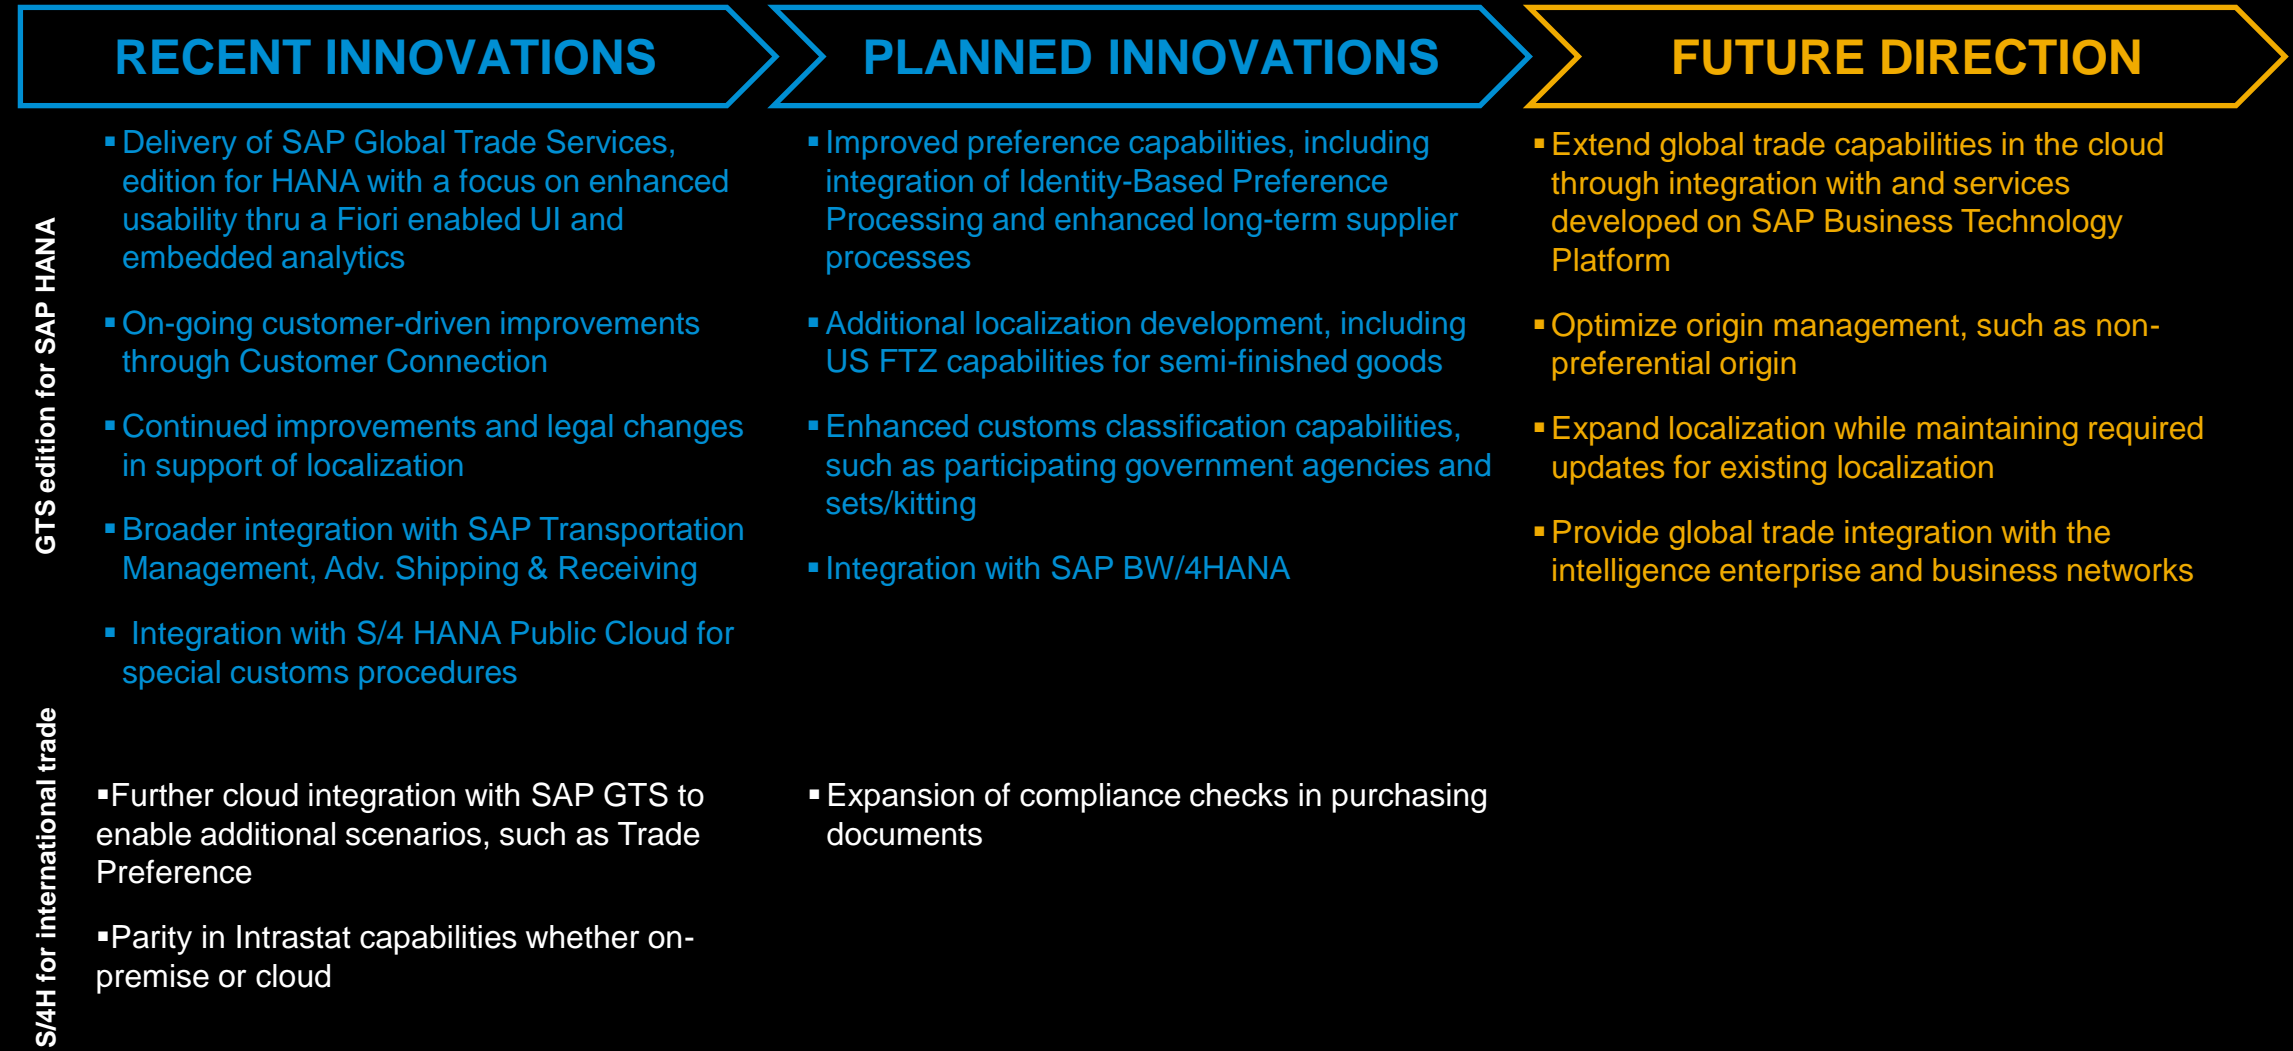 RECENT INNOVATIONS
PLANNED INNOVATIONS
FUTURE DIRECTION
GTS edition for SAP HANA
▪Delivery of SAP Global Trade Services,
edition for HANA with a focus on enhanced
usability thru a Fiori enabled UI and
embedded analytics
▪On-going customer-driven improvements
through Customer Connection
▪Continued improvements and legal changes
in support of localization
▪Broader integration with SAP Transportation
Management, Adv. Shipping & Receiving
▪ Integration with S/4 HANA Public Cloud for
special customs procedures
▪Improved preference capabilities, including
integration of Identity-Based Preference
Processing and enhanced long-term supplier
processes
▪Additional localization development, including
US FTZ capabilities for semi-finished goods
▪Enhanced customs classification capabilities,
such as participating government agencies and
sets/kitting
▪Integration with SAP BW/4HANA
▪Extend global trade capabilities in the cloud
through integration with and services
developed on SAP Business Technology
Platform
▪Optimize origin management, such as non-
preferential origin
▪Expand localization while maintaining required
updates for existing localization
▪Provide global trade integration with the
intelligence enterprise and business networks
S/4H for international trade
▪Further cloud integration with SAP GTS to
enable additional scenarios, such as Trade
Preference
▪Parity in Intrastat capabilities whether on-
premise or cloud
▪Expansion of compliance checks in purchasing
documents